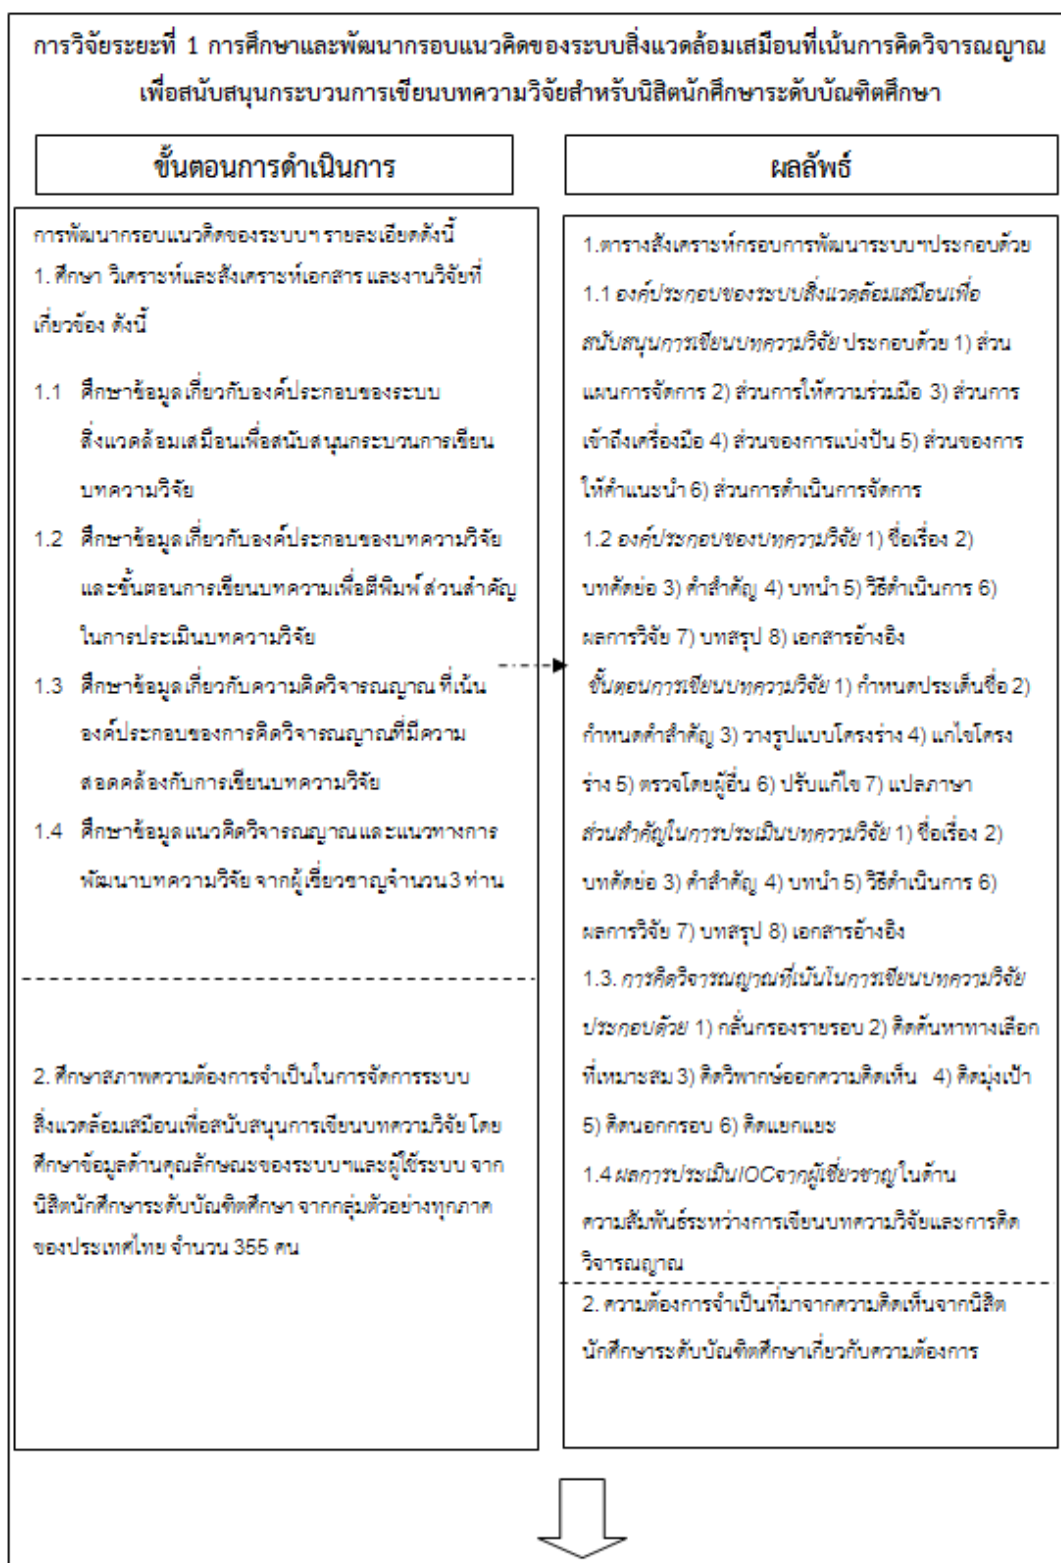 การวิจัยระยะที่ 1 การศึกษาและพัฒนากรอบแนวคิดของระบบสิ่งแวดล้อมเสมือนที่เน้นการคิดวิจารณญาณ
เพื่อสนับสนุนกระบวนการเขียนบทความวิจัยสำหรับนิสิตนักศึกษาระดับบัณฑิตศึกษา
ขั้นตอนการดำเนินการ
การพัฒนากรอบแนวคิดของระบบฯ รายละเอียดดังนี้
1. ศึกษา วิเคราะห์และสังเคราะห์เอกสาร และงานวิจัยที่
เกี่ยวข้อง ดังนี้
1.1 ศึกษาข้อมูลเกี่ยวกับองค์ประกอบของระบบ
สิ่งแวดล้อมเสมือนเพื่อสนับสนุนกระบวนการเขียน
บทความวิจัย
1.2 ศึกษาข้อมูลเกี่ยวกับองค์ประกอบของบทความวิจัย
และขั้นตอนการเขียนบทความเพื่อตีพิมพ์ ส่วนสำคัญ
ในการประเมินบทความวิจัย
1.3 ศึกษาข้อมูลเกี่ยวกับความคิดวิจารณญาณ ที่เน้น
องค์ประกอบของการคิดวิจารณญาณที่มีความ
สอดคล้องกับการเขียนบทความวิจัย
1.4 ศึกษาข้อมูลแนวคิดวิจารณญาณและแนวทางการ
พัฒนาบทความวิจัย จากผู้เชี่ยวชาญจำนวน 3 ท่าน
2. ศึกษาสภาพความต้องการจำเป็นในการจัดการระบบ
สิ่งแวดล้อมเสมือนเพื่อสนับสนุนการเขียนบทความวิจัย โดย
ศึกษาข้อมูลด้านคุณลักษณะของระบบฯและผู้ใช้ระบบ จาก
นิสิตนักศึกษาระดับบัณฑิตศึกษา จากกลุ่มตัวอย่างทุกภาค
ของประเทศไทย จำนวน 355 คน
ผลลัพธ์
1.ตารางสังเคราะห์กรอบการพัฒนาระบบฯประกอบด้วย
1.1 องค์ประกอบของระบบสิ่งแวดล้อมเสมือนเพื่อ
สนับสนุนการเขียนบทความวิจัย ประกอบด้วย 1) ส่วน
แผนการจัดการ 2) ส่วนการให้ความร่วมมือ 3) ส่วนการ
เข้าถึงเครื่องมือ 4) ส่วนของการแบ่งปัน 5) ส่วนของการ
ให้คำแนะนำ 6) ส่วนการดำเนินการจัดการ
1.2 องค์ประกอบของบทความวิจัย 1) ชื่อเรื่อง 2)
บทคัดย่อ 3) คำสำคัญ 4) บทนำ 5) วิธีดำเนินการ 6)
ผลการวิจัย 7) บทสรุป 8) เอกสารอ้างอิง
ขั้นตอนการเขียนบทความวิจัย 1) กำหนดประเด็นชื่อ 2)
กำหนดคำสำคัญ 3) วางรูปแบบโครงร่าง 4) แก้ไขโครง
ร่าง 5) ตรวจโดยผู้อื่น 6) ปรับแก้ไข 7) แปลภาษา
ส่วนสำคัญในการประเมินบทความวิจัย 1) ชื่อเรื่อง 2)
บทคัดย่อ 3) คำสำคัญ 4) บทนำ 5) วิธีดำเนินการ 6)
ผลการวิจัย 7) บทสรุป 8) เอกสารอ้างอิง
1.3. การคิดวิจารณญาณที่เน้นในการเขียนบทความวิจัย
ประกอบด้วย 1) กลั่นกรองรายรอบ 2) คิดค้นหาทางเลือก
ที่เหมาะสม 3) คิดวิพากษ์ออกความคิดเห็น 4) คิดมุ่งเป้า
5) คิดนอกกรอบ 6) คิดแยกแยะ
1.4 ผลการประเมินIOCจากผู้เชี่ยวชาญ ในด้าน
ความสัมพันธ์ระหว่างการเขียนบทความวิจัยและการคิด
วิจารณญาณ
2. ความต้องการจำเป็นที่มาจากความคิดเห็นจากนิสิต
นักศึกษาระดับบัณฑิตศึกษาเกี่ยวกับความต้องการ